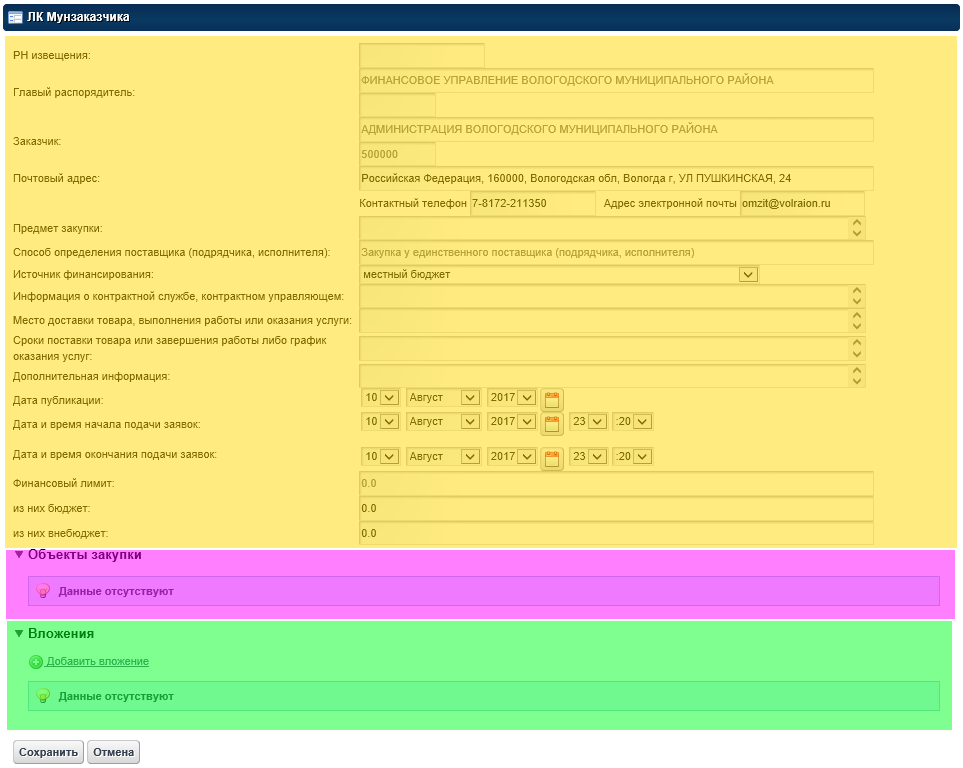 ЛК Мунзаказчика
РН извещения:
ФИНАНСОВОЕ УПРАВЛЕНИЕ ВОЛОГОДСКОГО МУНИЦИПАЛЬНОГО РАЙОНА
Главый распорядитель:
АДМИНИСТРАЦИЯ ВОЛОГОДСКОГО МУНИЦИПАЛЬНОГО РАЙОНА
Заказчик:
500000
Почтовый адрес: Российская Федерация, 160000, Вологодская обл, Вологда г, УЛ ПУШКИНСКАЯ, 24
Контактный телефон 7-8172-211350 Адрес электронной почты omzit@volraion.ru
Предмет закупки:
Способ определения поставщика (подрядчика, исполнителя): Закупка у единственного поставщика (подрядчика, исполнителя)
Источник финансирования: местный бюджет
Информация о контрактной службе, контрактном управляющем:
Место доставки товара, выполнения работы или оказания услуги:
Сроки поставки товара или завершения работы либо график
оказания услуг:
Дополнительная информация:
Дата публикации: 10 Август 2017
Дата и время начала подачи заявок: 10 Август 2017 23 :20
Дата и время окончания подачи заявок: 10 Август 2017 23 :20
Финансовый лимит: 0.0
из них бюджет: 0.0
из них внебюджет: 0.0
Объекты закупки
Данные отсутствуют
Вложения
Добавить вложение
Данные отсутствуют
Сохранить Отмена